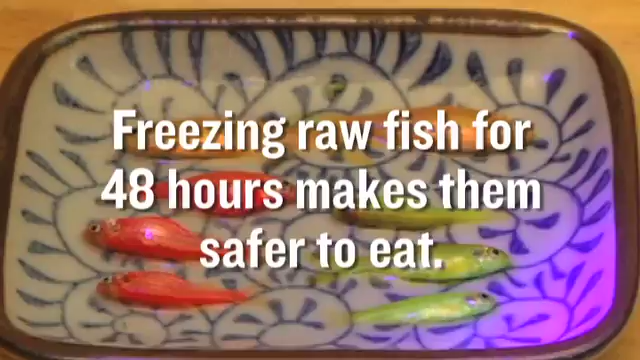 Freezing raw fish for
48 hours makes them
safer to eat.